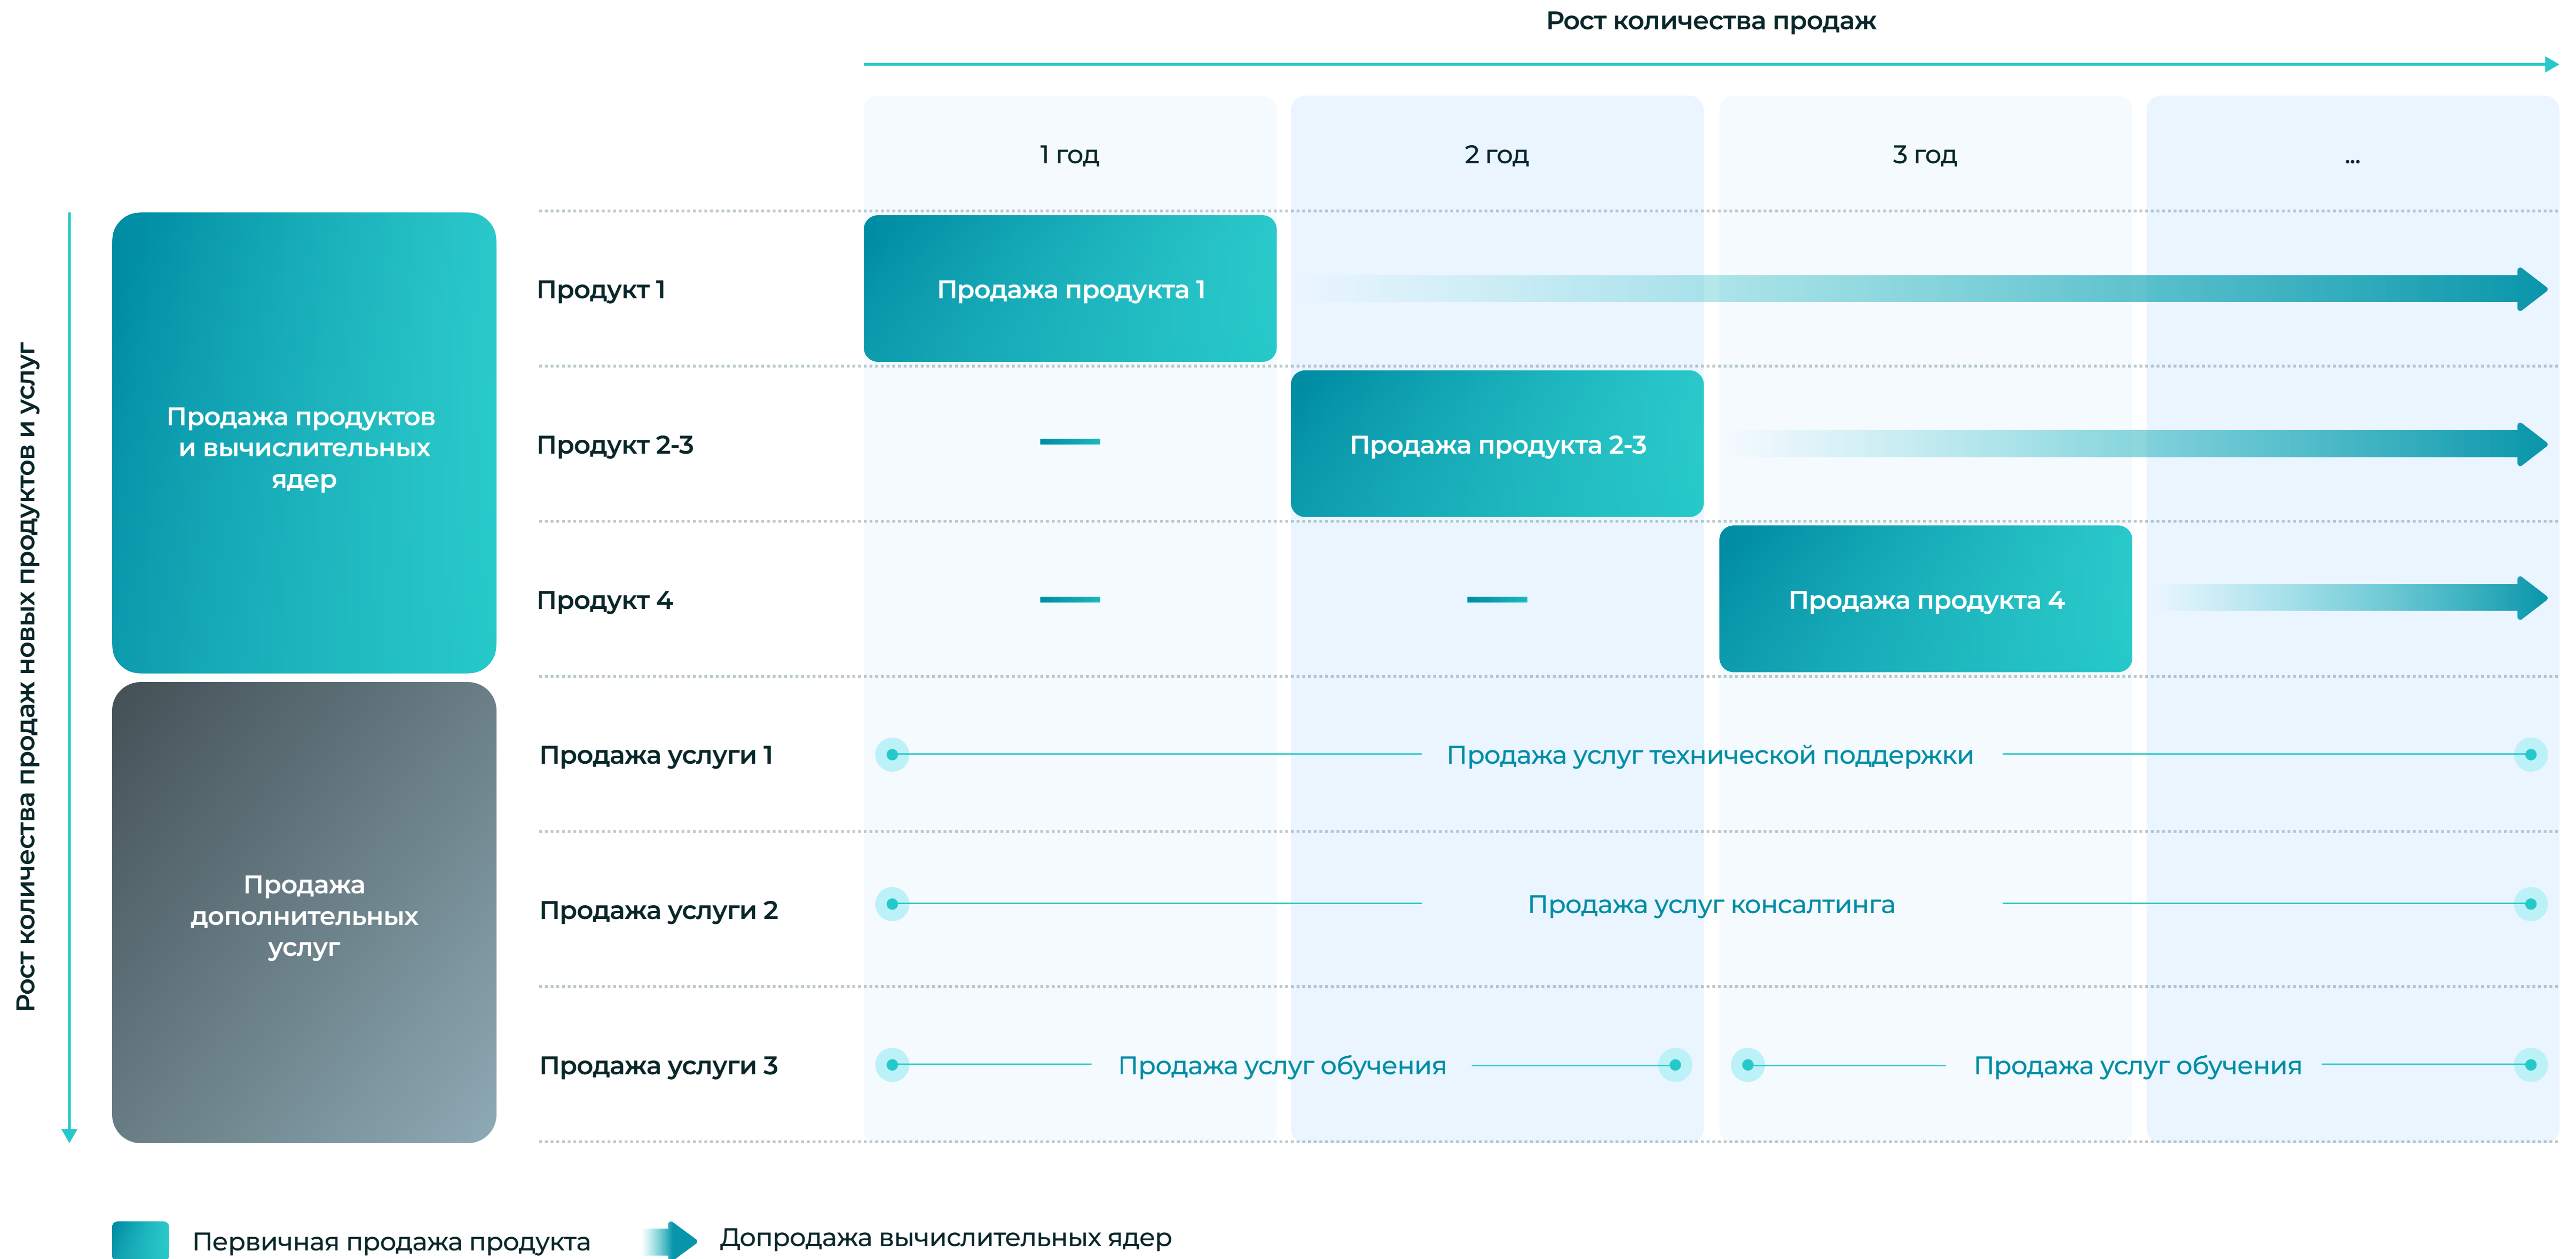 Рост количества продаж
1 год
2 год
3 год
...
Рост количества продаж новых продуктов и услуг
Продажа продуктов
и вычислительных
ядер
Продукт 1
Продажа продукта 1
Продукт 2-3
Продажа продукта 2-3
Продукт 4
Продажа продукта 4
Продажа
дополнительных
услуг
Продажа услуги 1
Продажа услуг технической поддержки
Продажа услуги 2
Продажа услуг консалтинга
Продажа услуги 3
Продажа услуг обучения
Продажа услуг обучения
Первичная продажа продукта
Допродажа вычислительных ядер